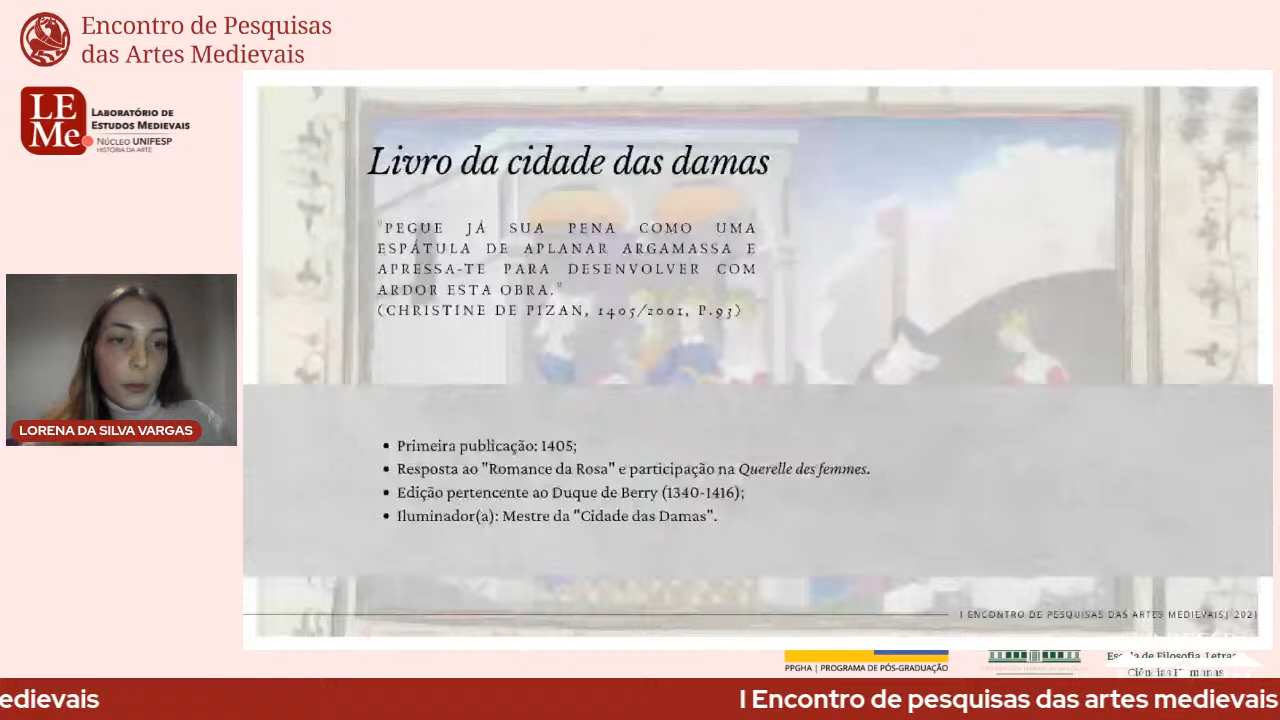 Encontro de Pesquisas
das Artes Medievais
LE
Me
LABORATÓRIO DE
ESTUDOS MEDIEVAIS
NÚCLEO UNIFESP
HISTÓRIA DA ARTE
Livro da cidade das damas
"PEGUE JÁ SUA PENA COMO UMA
ESPÁTULA DE APLANAR ARGAMASSA E
APRESSA-TE PARA DESENVOLVER COM
ARDOR ESTA OBRA."
(CHRISTINE DE PIZAN, 1405/2001, P.93)
LORENA DA SILVA VARGAS
• Primeira publicação: 1405;
• Resposta ao "Romance da Rosa" e participação na Querelle des femmes.
• Edição pertencente ao Duque de Berry (1340-1416);
• Iluminador(a): Mestre da "Cidade das Damas".
I ENCONTRO DE PESQUISAS DAS ARTES MEDIEVAIS| 2021
PPGHA | PROGRAMA DE PÓS-GRADUAÇÃO
de Filosofia, Letras
Ciências
edievais
I Encontro de pesquisas das artes medievais